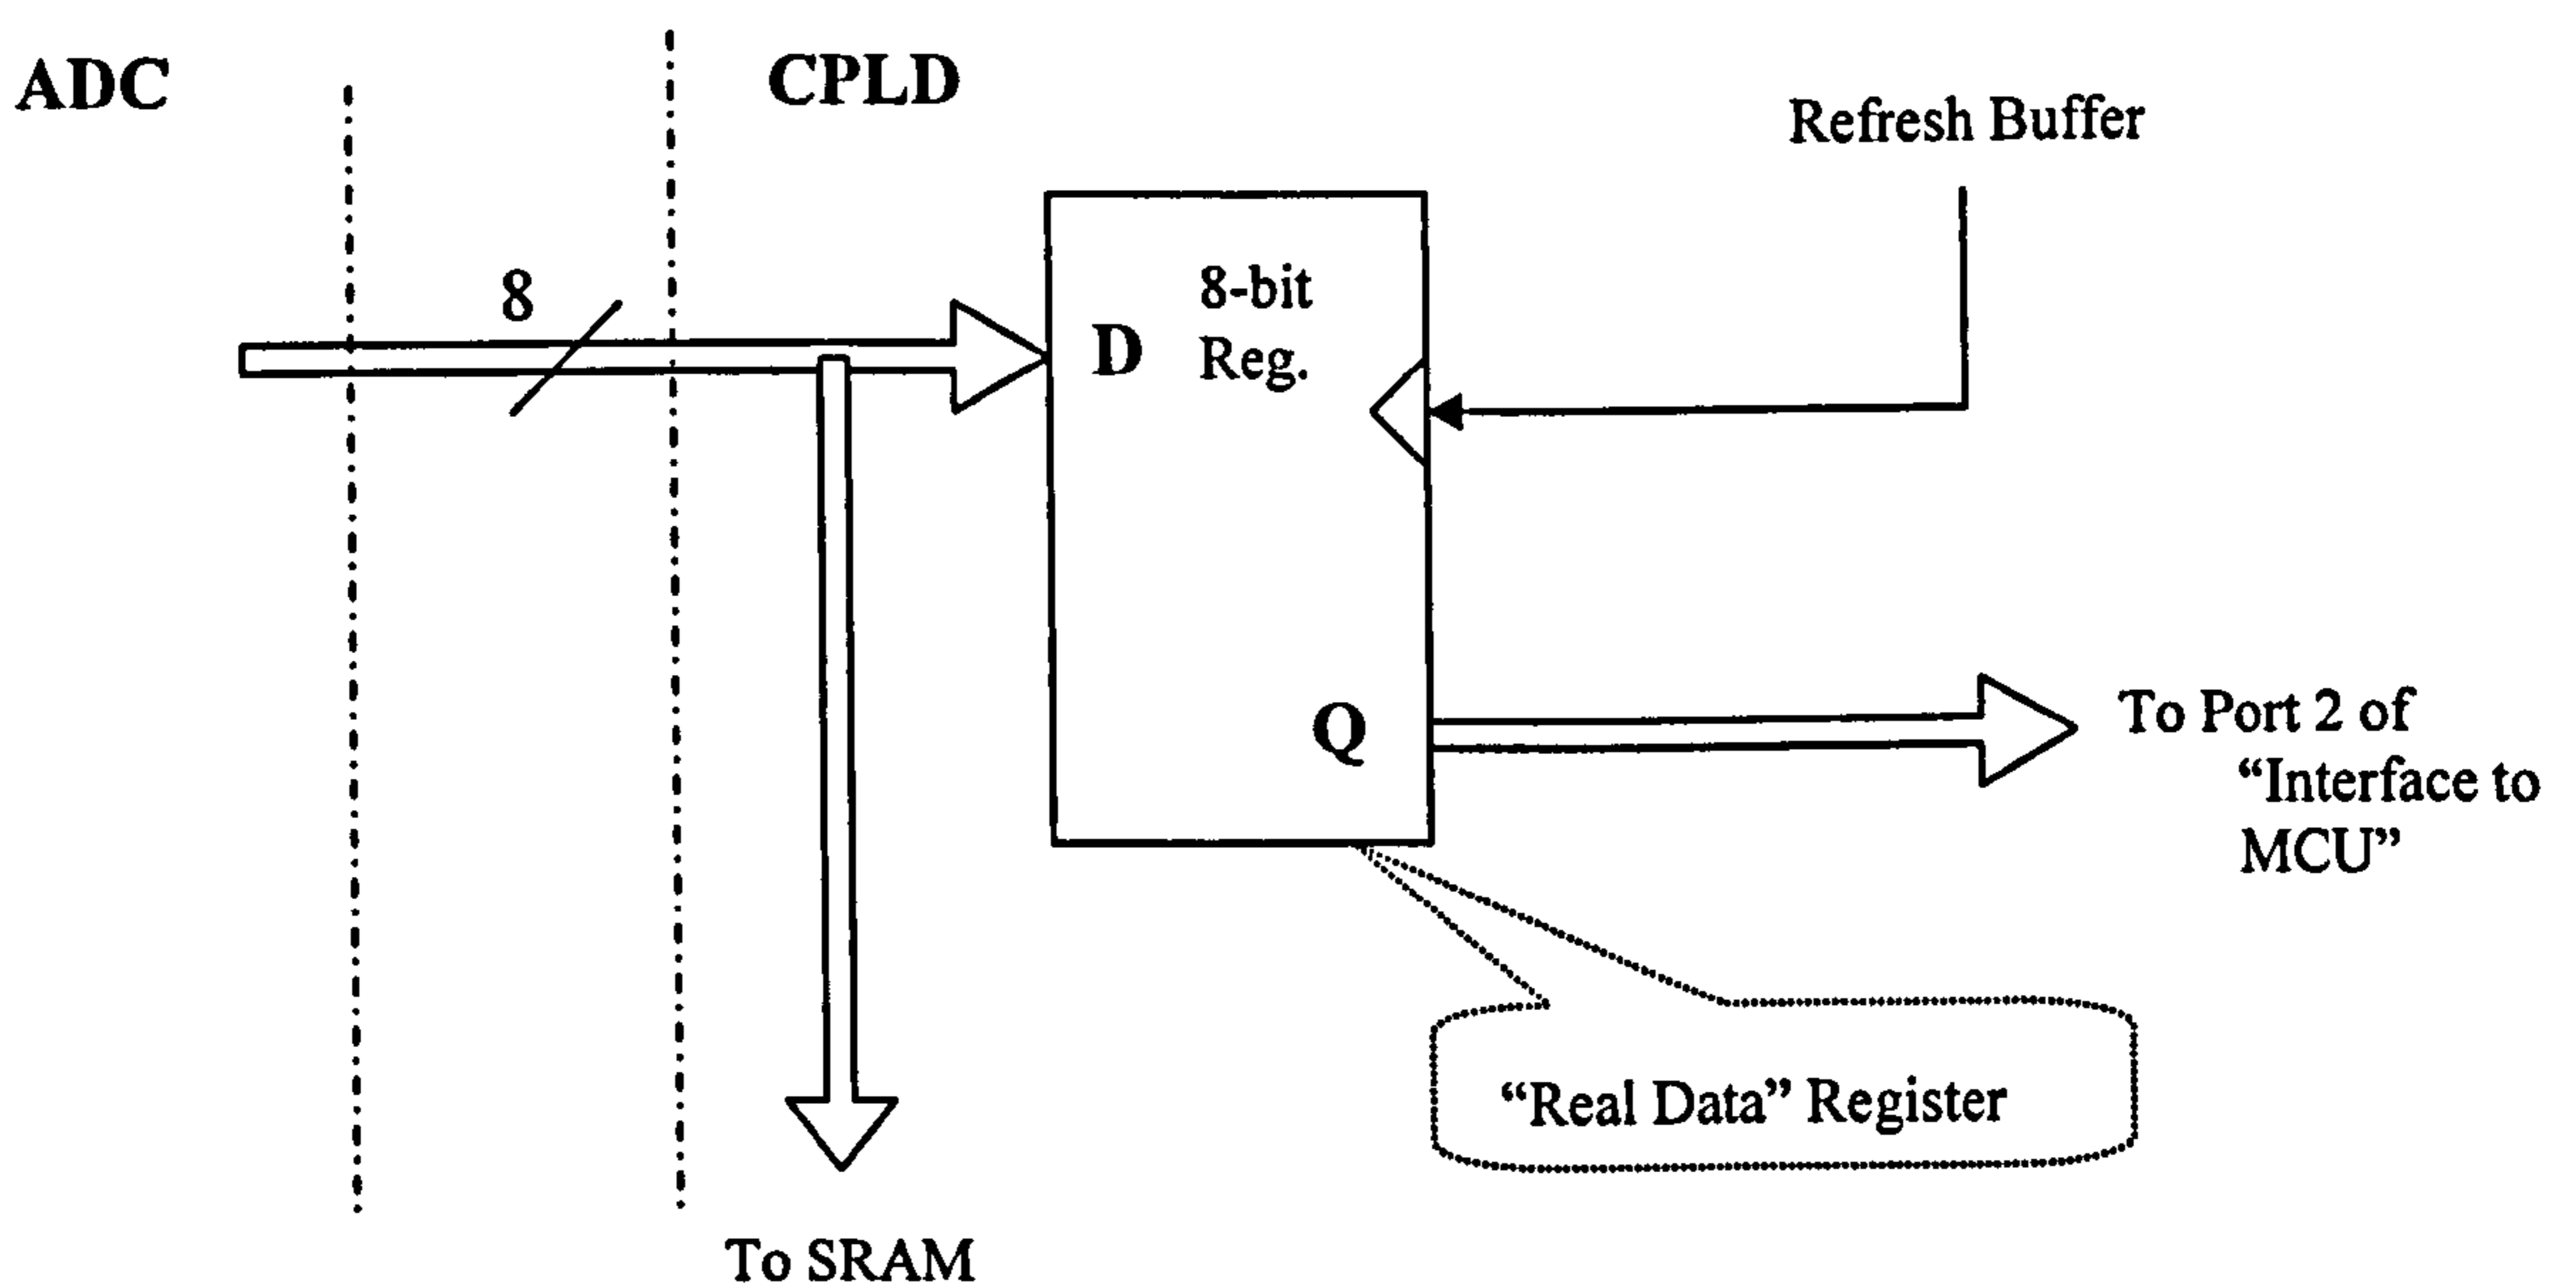 ADC
CPLD
Refresh Buffer
8
8-bit
Reg.
D
Q
To Port 2 of
“Interface to
MCU”
“Real Data” Register
To SRAM